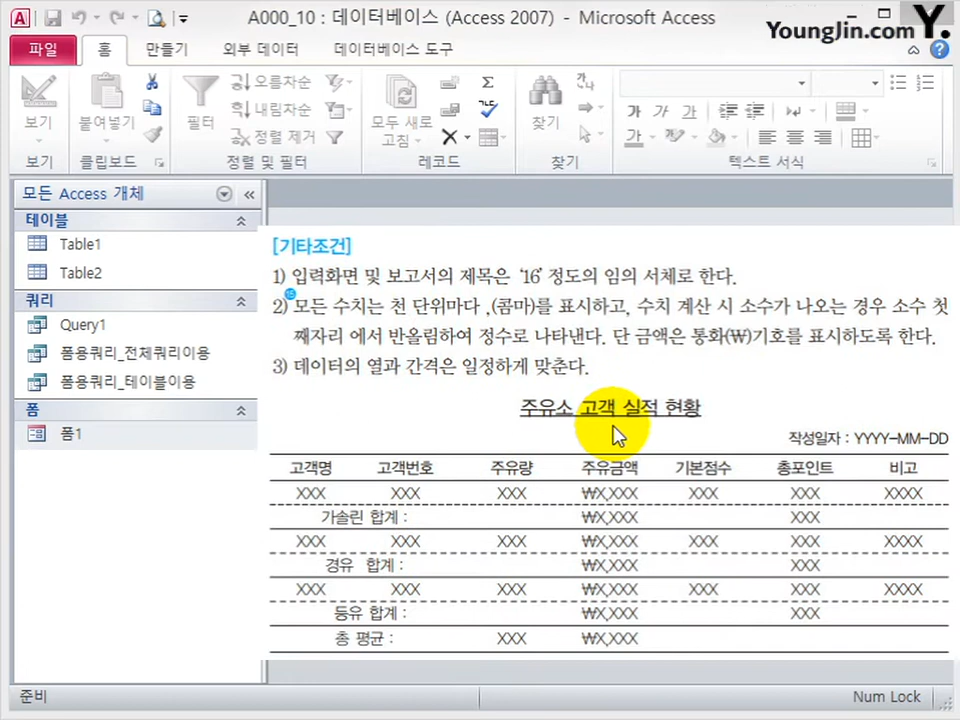 A000_10 : 데이터베이스 (Access 2007) - Microsoft Access
YoungJin.com Y.
파일 홈 만들기 외부 데이터 데이터베이스 도구
보기 붙여넣기 필터 오름차순 내림차순 정렬 제거 모두 새로 고침 찾기
보기 클립보드 정렬 및 필터 레코드 찾기 텍스트 서식
모든 Access 개체
테이블
Table1
Table2
쿼리
Query1
폼용쿼리_전체쿼리이용
폼용쿼리_테이블이용
폼
폼1
[기타조건]
1) 입력화면 및 보고서의 제목은 ‘16’ 정도의 임의 서체로 한다.
15
2) 모든 수치는 천 단위마다 ,(콤마)를 표시하고, 수치 계산 시 소수가 나오는 경우 소수 첫
째자리 에서 반올림하여 정수로 나타낸다. 단 금액은 통화(₩)기호를 표시하도록 한다.
3) 데이터의 열과 간격은 일정하게 맞춘다.
주유소 고객 실적 현황
작성일자 : YYYY-MM-DD
고객명 고객번호 주유량 주유금액 기본점수 총포인트 비고
XXX XXX XXX ₩X,XXX XXX XXX XXXX
가솔린 합계 : ₩X,XXX XXX
XXX XXX XXX ₩X,XXX XXX XXX XXXX
경유 합계 : ₩X,XXX XXX
XXX XXX XXX ₩X,XXX XXX XXX XXXX
등유 합계 : ₩X,XXX XXX
총 평균 : XXX ₩X,XXX
준비 Num Lock